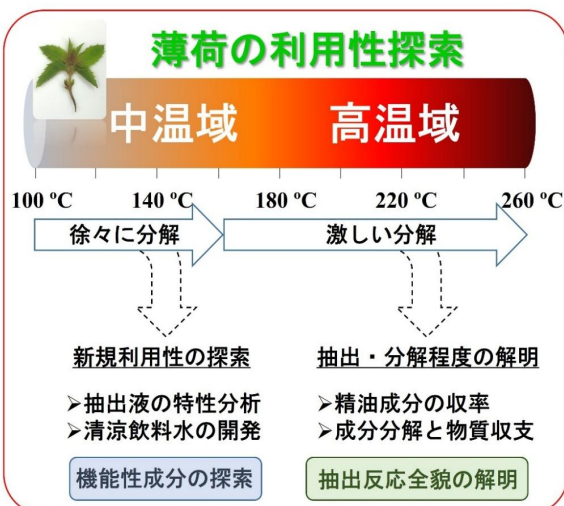 薄荷の利用性探索
中温域 高温域
100 ºC 140 ºC 180 ºC 220 ºC 260 ºC
徐々に分解 激しい分解
新規利用性の探索 抽出・分解程度の解明
➢抽出液の特性分析 ➢精油成分の収率
➢清涼飲料水の開発 ➢成分分解と物質収支
機能性成分の探索 抽出反応全貌の解明